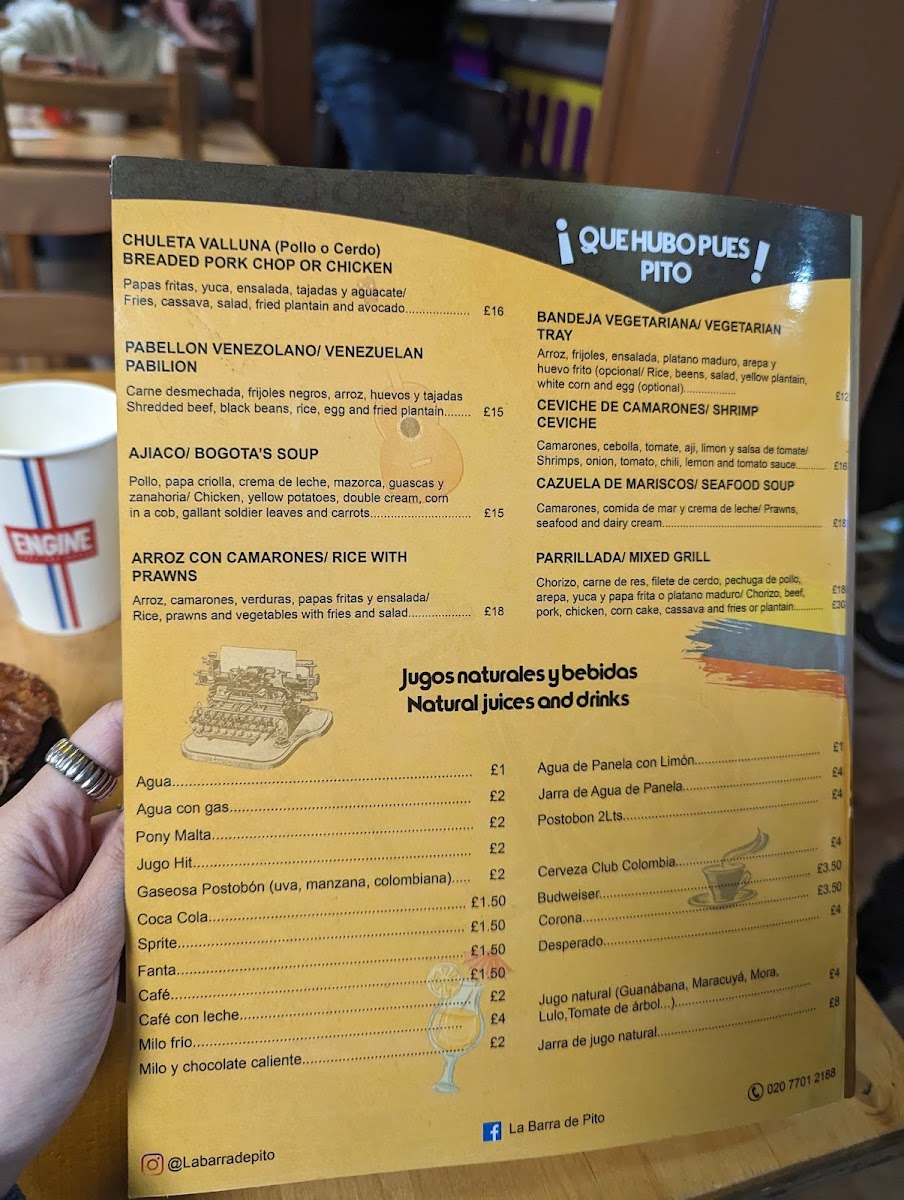 CHULETA VALLUNA (Pollo o Cerdo)
BREADED PORK CHOP OR CHICKEN
Papas fritas, yuca, ensalada, tajadas y aguacate/
Fries, cassava, salad, fried plantain and avocado.................. £16
PABELLON VENEZOLANO/ VENEZUELAN
PABILION
Carne desmechada, frijoles negros, arroz, huevos y tajadas
Shredded beef, black beans, rice, egg and fried plantain........ £15
AJIACO/ BOGOTA'S SOUP
Pollo, papa criolla, crema de leche, mazorca, guascas y
zanahoria/ Chicken, yellow potatoes, double cream, corn
in a cob, gallant soldier leaves and carrots........................... £15
ARROZ CON CAMARONES/ RICE WITH
PRAWNS
Arroz, camarones, verduras, papas fritas y ensalada/
Rice, prawns and vegetables with fries and salad.................. £18
¡QUE HUBO PUES
PITO!
BANDEJA VEGETARIANA/ VEGETARIAN
TRAY
Arroz, frijoles, ensalada, platano maduro, arepa y
huevo frito (opcional/ Rice, beens, salad, yellow plantain,
white corn and egg (optional).................. £12
CEVICHE DE CAMARONES/ SHRIMP
CEVICHE
Camarones, cebolla, tomate, aji, limon y salsa de tomate/
Shrimps, onion, tomato, chili, lemon and tomato sauce.......... £16
CAZUELA DE MARISCOS/ SEAFOOD SOUP
Camarones, comida de mar y crema de leche/ Prawns,
seafood and dairy cream................................................ £18
PARRILLADA/ MIXED GRILL
Chorizo, carne de res, filete de cerdo, pechuga de pollo,
arepa, yuca y papa frita o platano maduro/ Chorizo, beef, £18
pork, chicken, corn cake, cassava and fries or plantain.......... £30
Jugos naturales y bebidas
Natural juices and drinks
Agua.................................................. £1
Agua con gas.................................................. £2
Pony Malta.................................................. £2
Jugo Hit.................................................. £2
Gaseosa Postobón (uva, manzana, colombiana)..... £2
Coca Cola.................................................. £1.50
Sprite.................................................. £1.50
Fanta.................................................. £1.50
Café.................................................. £1.50
Café con leche.................................................. £2
Milo frío.................................................. £4
Milo y chocolate caliente.................................. £2
Agua de Panela con Limón.............................. £1
Jarra de Agua de Panela.............................. £4
Postobon 2Lts.............................. £4
Cerveza Club Colombia.............................. £4
Budweiser.............................. £3.50
Corona.............................. £3.50
Desperado.............................. £4
Jugo natural (Guanábana, Maracuyá, Mora,
Lulo,Tomate de árbol...).............................. £4
Jarra de jugo natural.............................. £8
020 7701 2188
La Barra de Pito
@Labarradepito
ENGINE